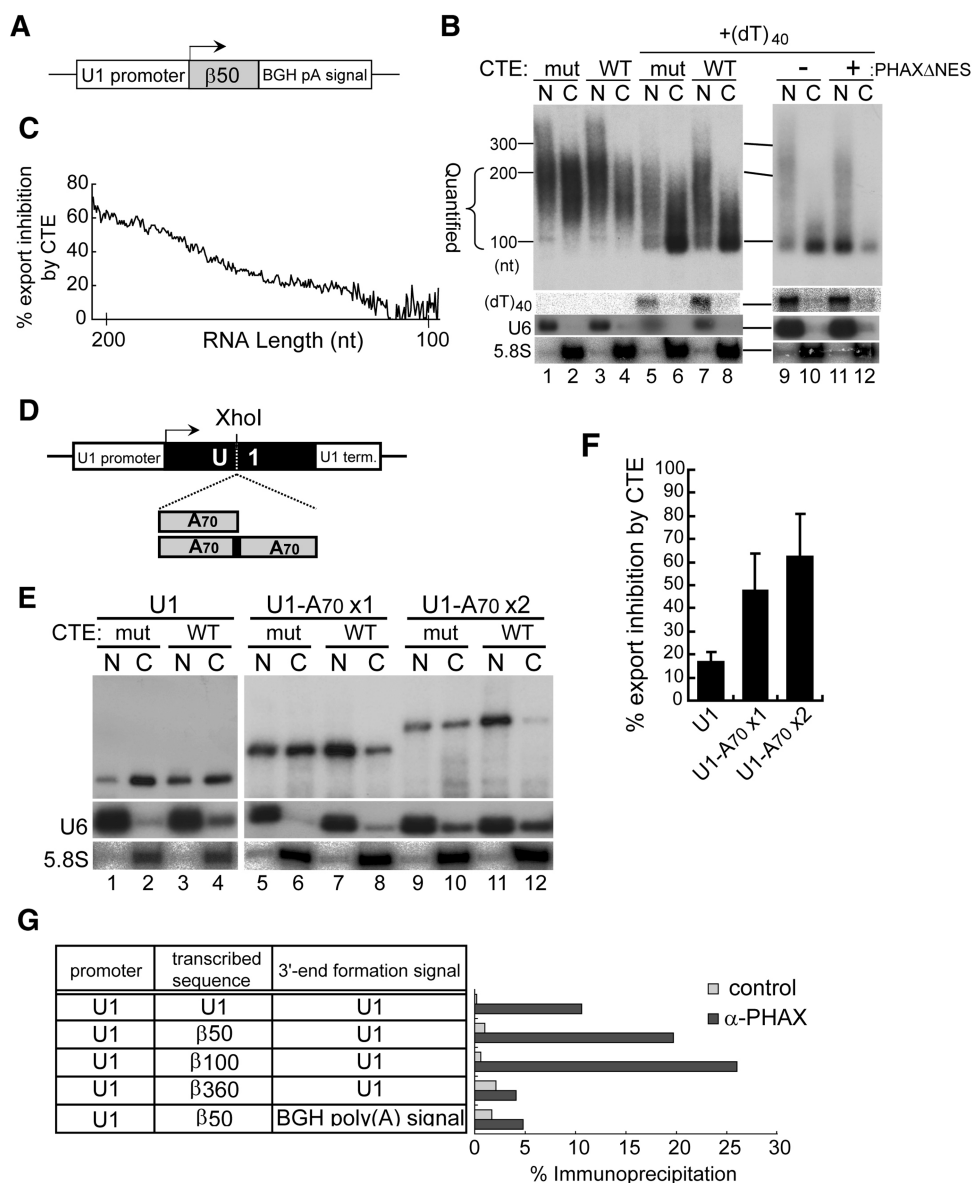 A
U1 promoter β50 BGH pA signal
B
+(dT)40
CTE: mut WT mut WT - + :PHAXΔNES
N C N C N C N C N C N C
300
200
100
(nt)
Quantified
(dT)40
U6
5.8S
1 2 3 4 5 6 7 8 9 10 11 12
C
% export inhibition
by CTE
80
60
40
20
0
200 100
RNA Length (nt)
D
XhoI
U1 promoter U 1 U1 term.
A70
A70 A70
E
U1 U1-A70 x1 U1-A70 x2
CTE: mut WT mut WT mut WT
N C N C N C N C N C N C
U6
5.8S
1 2 3 4 5 6 7 8 9 10 11 12
F
% export inhibition by CTE
100
90
80
70
60
50
40
30
20
10
0
U1
U1-A70 x1
U1-A70 x2
G
promoter transcribed sequence 3'-end formation signal
U1 U1 U1
U1 β50 U1
U1 β100 U1
U1 β360 U1
U1 β50 BGH poly(A) signal
control
α-PHAX
0 5 10 15 20 25 30
% Immunoprecipitation